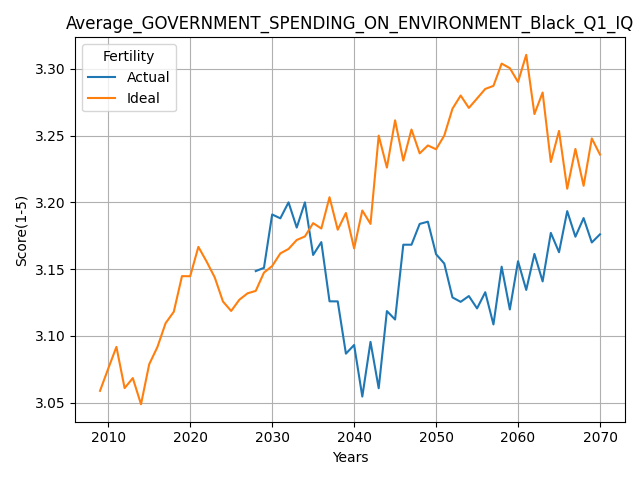 Average_GOVERNMENT_SPENDING_ON_ENVIRONMENT_Black_Q1_IQ
Fertility
Actual
Ideal
3.30
3.25
3.20
3.15
3.10
3.05
Score(1-5)
2010 2020 2030 2040 2050 2060 2070
Years